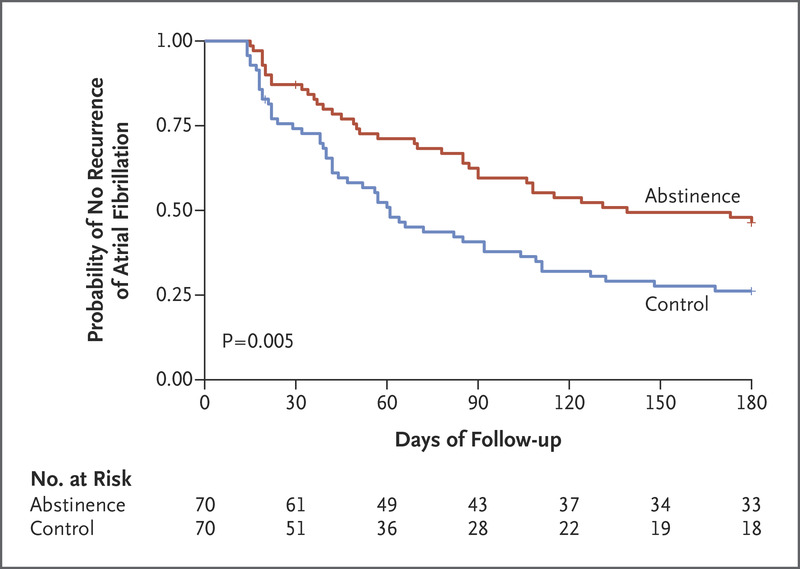 Probability of No Recurrence
of Atrial Fibrillation
1.00
0.75
0.50
0.25
0.00
Abstinence
Control
P=0.005
0 30 60 90 120 150 180
Days of Follow-up
No. at Risk
Abstinence 70 61 49 43 37 34 33
Control 70 51 36 28 22 19 18